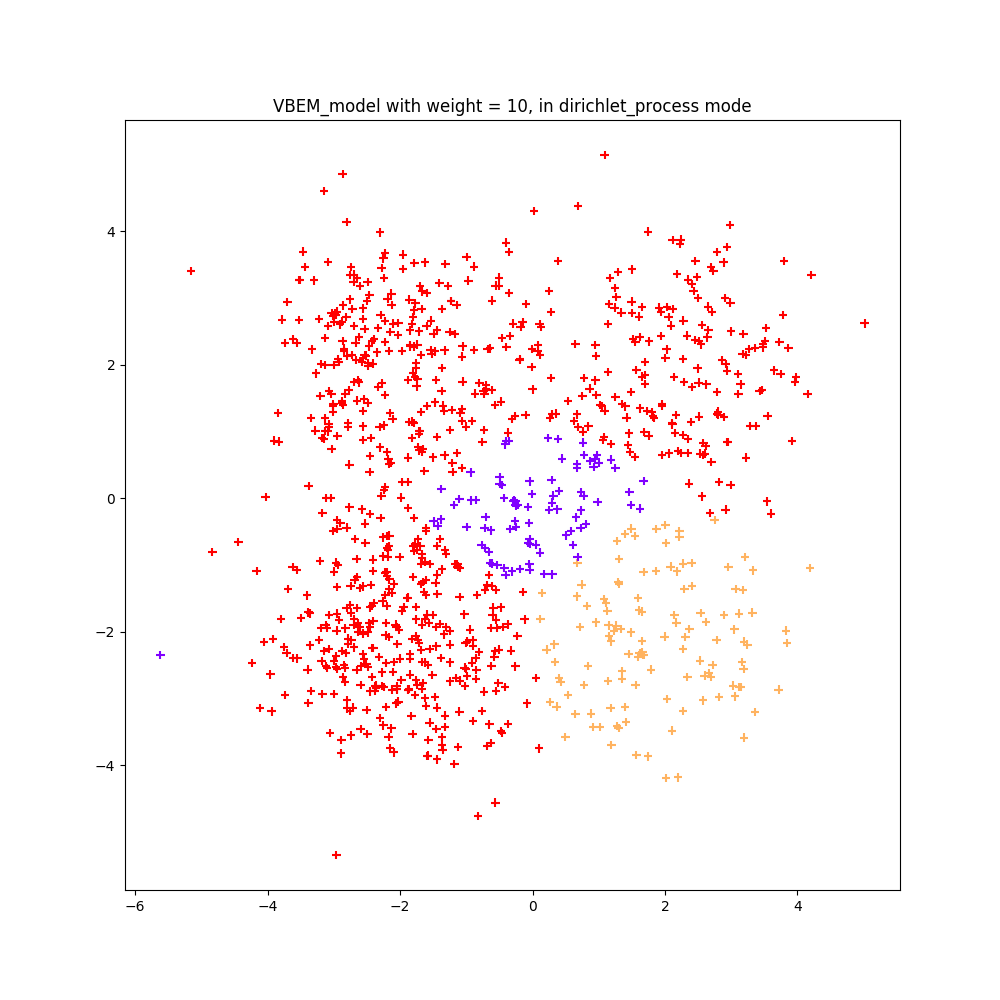 VBEM_model with weight = 10, in dirichlet_process mode
4
2
0
−2
−4
−6 −4 −2 0 2 4